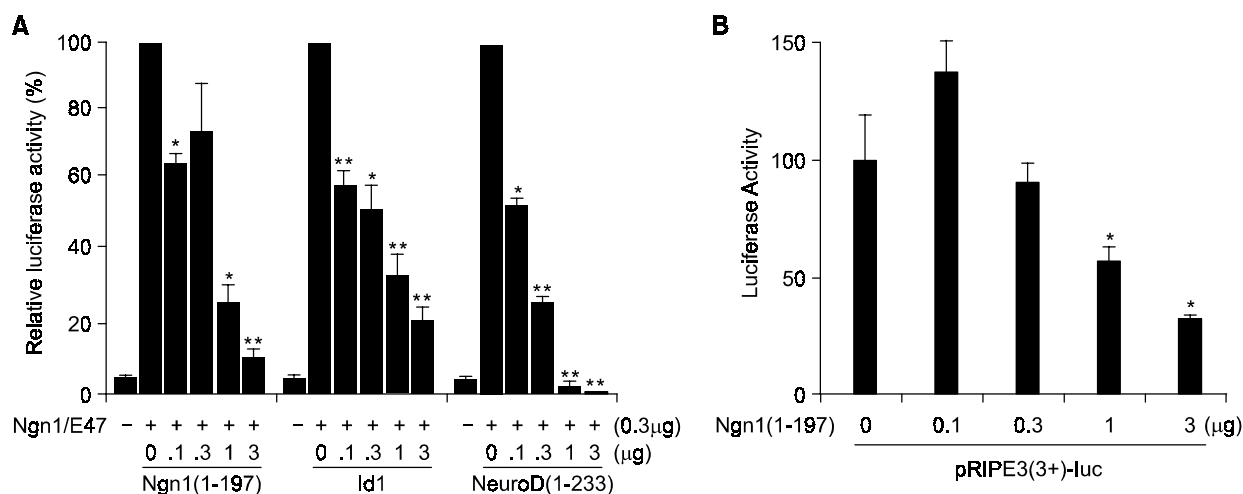 A
Relative luciferase activity (%)
100
80
60
40
20
0
* * ** ** * ** ** * ** ** **
Ngn1/E47 − + + + + + − + + + + + − + + + + + (0.3μg)
0 .1 .3 1 3 0 .1 .3 1 3 0 .1 .3 1 3 (μg)
Ngn1(1-197) Id1 NeuroD(1-233)
B
Luciferase Activity
150
100
50
0
* *
Ngn1(1-197) 0 0.1 0.3 1 3 (μg)
pRIPE3(3+)-luc